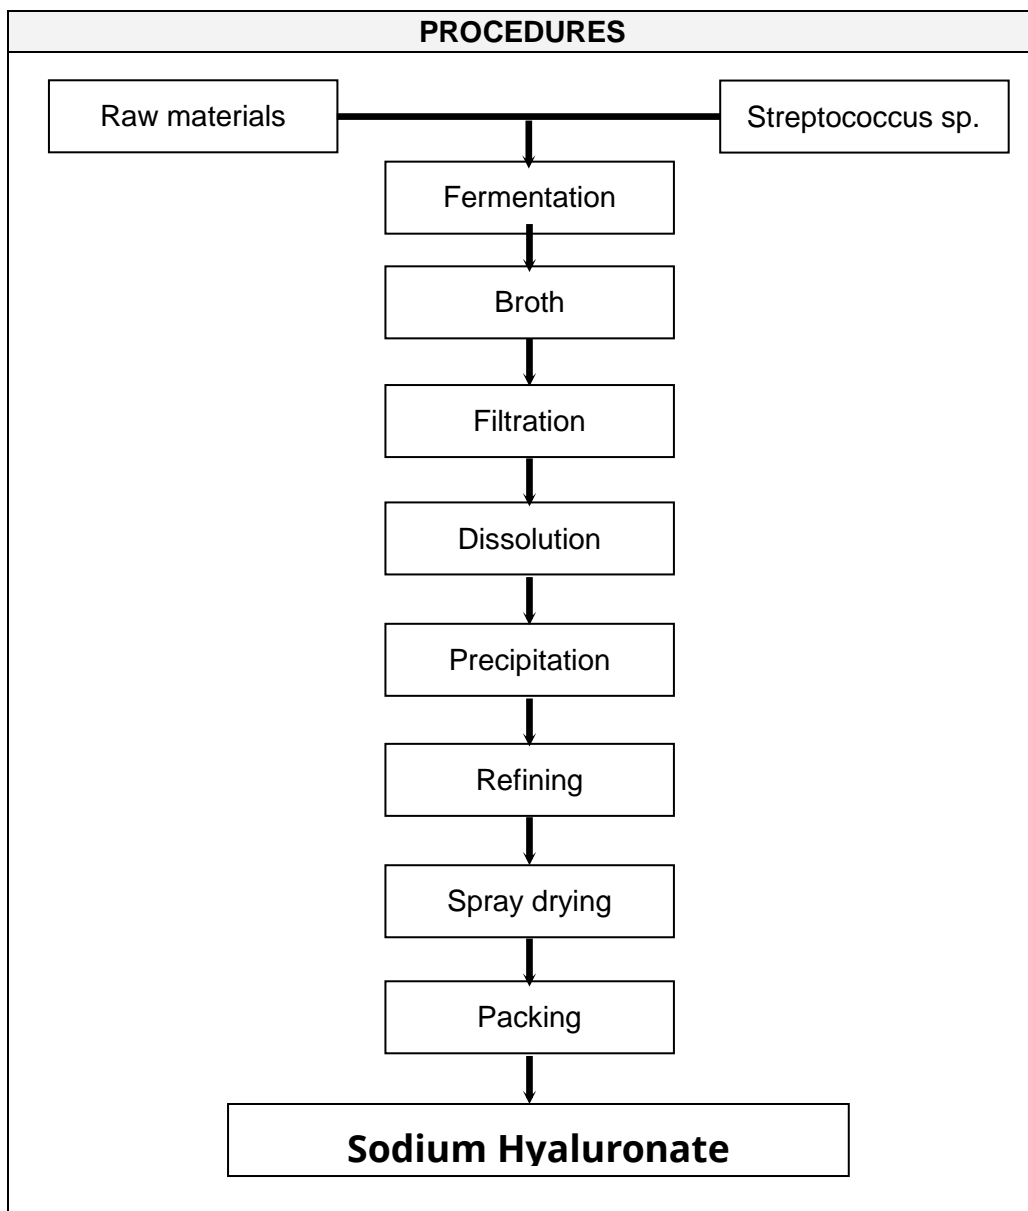 PROCEDURES
Raw materials
Streptococcus sp.
Fermentation
Broth
Filtration
Dissolution
Precipitation
Refining
Spray drying
Packing
Sodium Hyaluronate